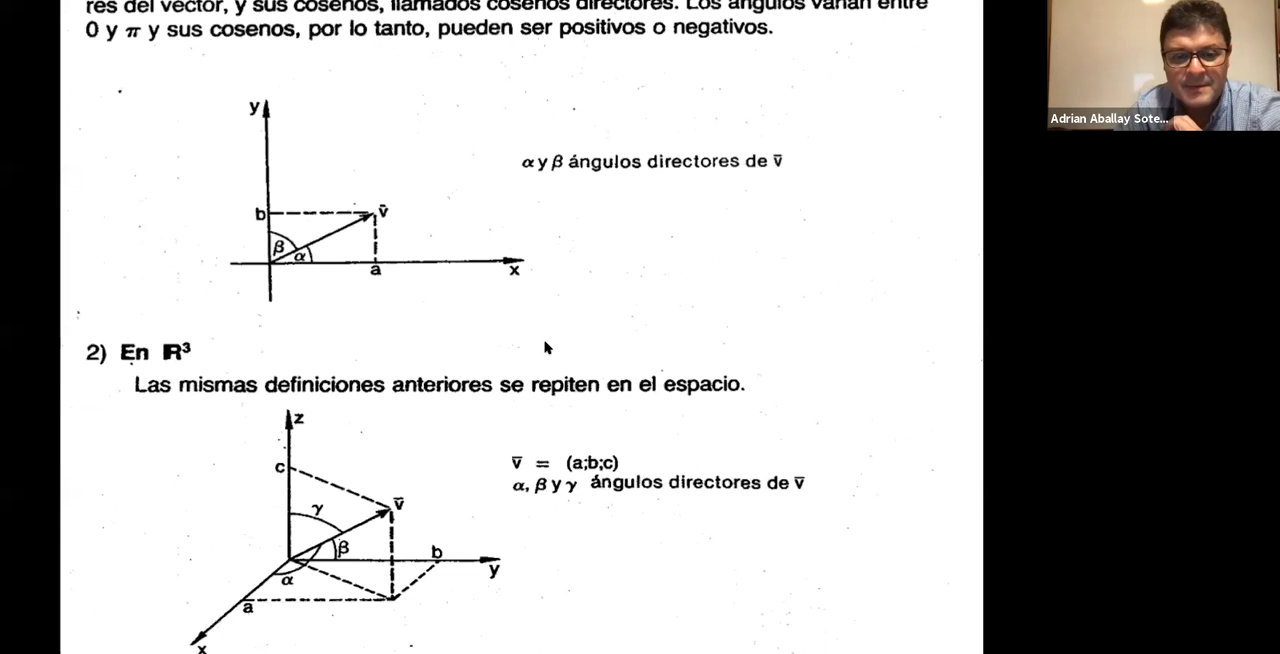 res del vector, y sus cosenos, llamados cosenos directores. Los ángulos varían entre
0 y π y sus cosenos, por lo tanto, pueden ser positivos o negativos.
Adrian Aballay Sote...
y
α y β ángulos directores de v̄
b
v̄
β
α
a
x
2) En R³
Las mismas definiciones anteriores se repiten en el espacio.
z
c
v̄ = (a;b;c)
α, β y γ ángulos directores de v̄
v̄
γ
β
b
α
y
a
x